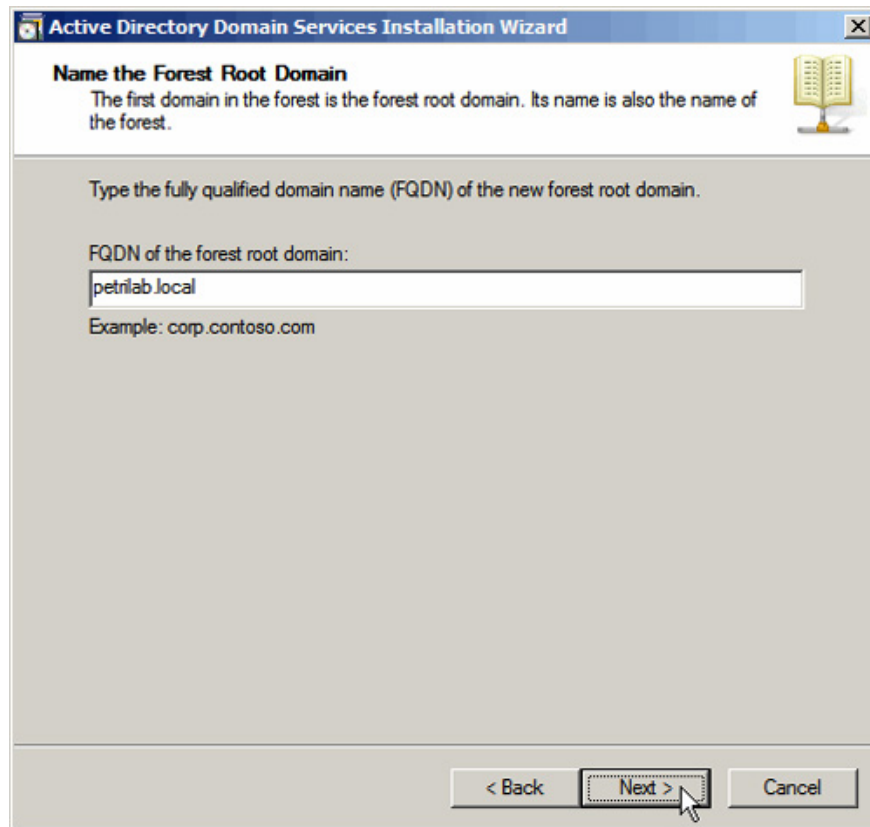 Active Directory Domain Services Installation Wizard
Name the Forest Root Domain
The first domain in the forest is the forest root domain. Its name is also the name of
the forest.
Type the fully qualified domain name (FQDN) of the new forest root domain.
FQDN of the forest root domain:
petrilab.local
Example: corp.contoso.com
< Back
Next >
Cancel